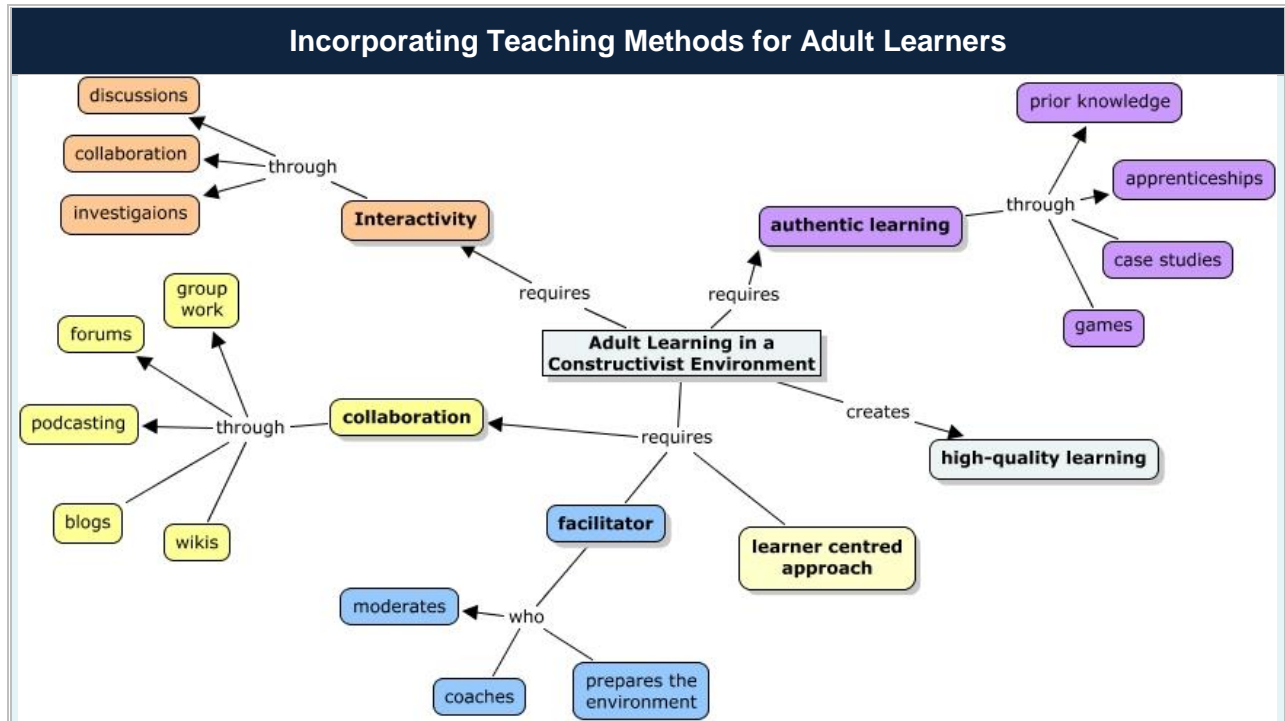 Incorporating Teaching Methods for Adult Learners
discussions
collaboration
investigaions
through
Interactivity
requires
prior knowledge
apprenticeships
case studies
games
through
authentic learning
requires
Adult Learning in a
Constructivist Environment
group
work
forums
podcasting
blogs
wikis
through
collaboration
requires
creates
high-quality learning
facilitator
learner centred
approach
moderates
who
coaches
prepares the
environment